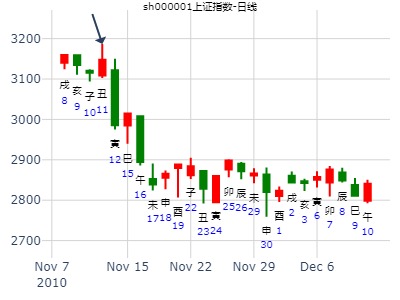 sh000001上证指数-日线
3200
3100
3000
2900
2800
2700
戌 亥 子 丑 寅 巳 午 未 申 酉 子 丑 寅 卯 辰 未 申 酉 戌 亥 寅 卯 辰 巳 午
8 9 10 11 12 15 16 17 18 19 22 23 24 25 26 29 30 1 2 3 6 7 8 9 10
Nov 7 Nov 15 Nov 22 Nov 29 Dec 6
2010